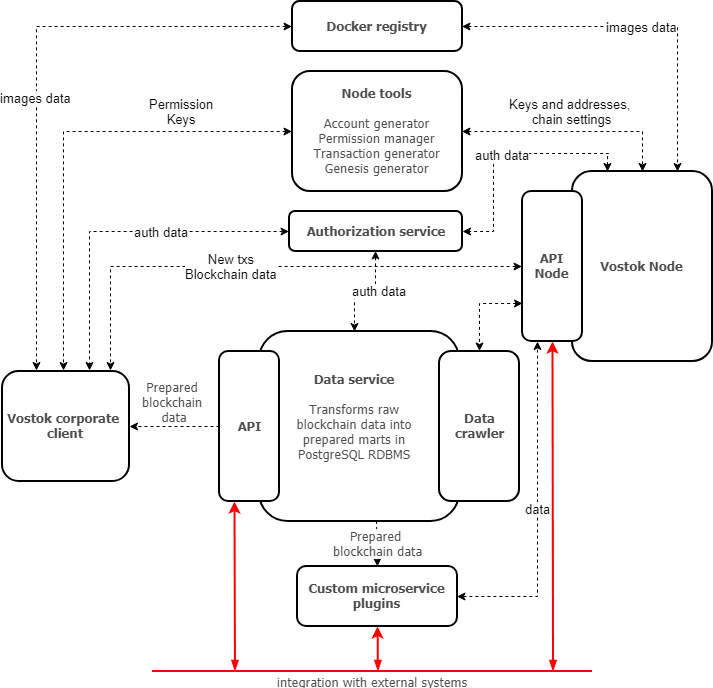 Docker registry
images data
images data
Node tools
Account generator
Permission manager
Transaction generator
Genesis generator
Permission
Keys
Keys and addresses,
chain settings
auth data
Authorization service
auth data
API
Node
Vostok Node
New txs
Blockchain data
auth data
Data service
Transforms raw
blockchain data into
prepared marts in
PostgreSQL RDBMS
API
Data
crawler
Vostok corporate
client
Prepared
blockchain
data
data
Prepared
blockchain data
Custom microservice
plugins
integration with external systems